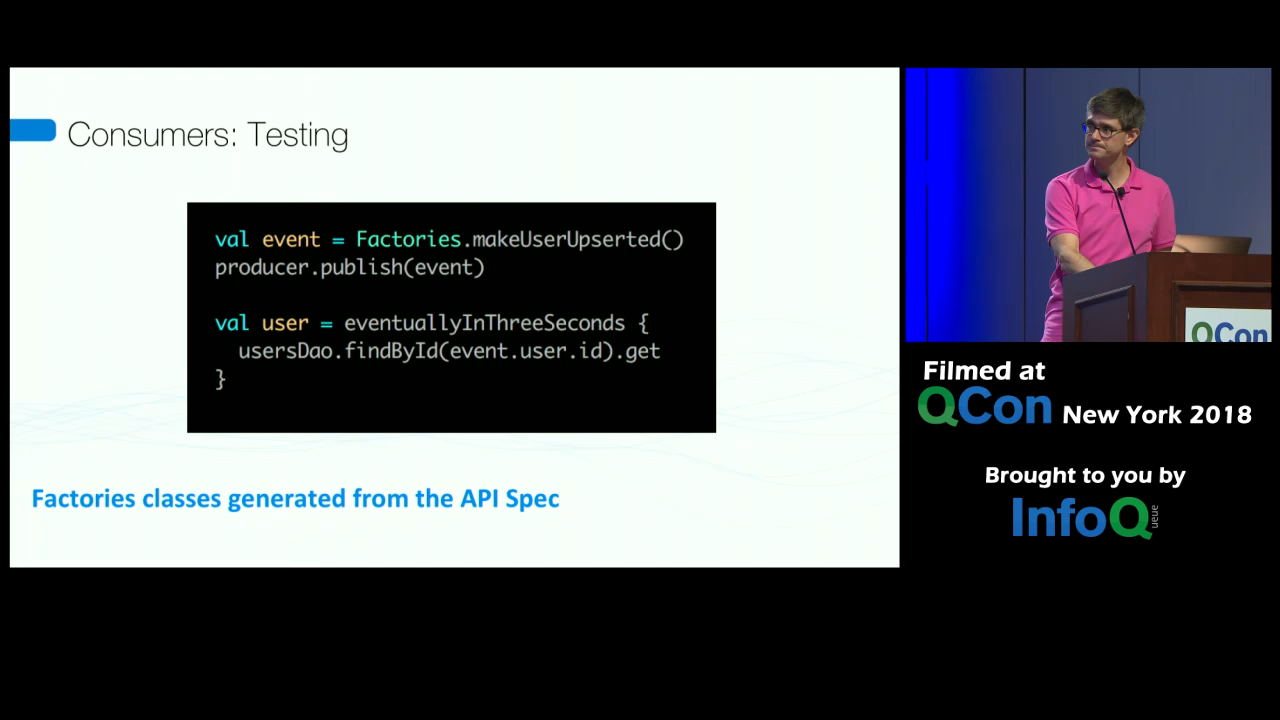 Consumers: Testing
val event = Factories.makeUserUpserted()
producer.publish(event)
val user = eventuallyInThreeSeconds {
usersDao.findById(event.user.id).get
}
Factories classes generated from the API Spec
QCon
Filmed at
QCon New York 2018
Brought to you by
InfoQ
ueue